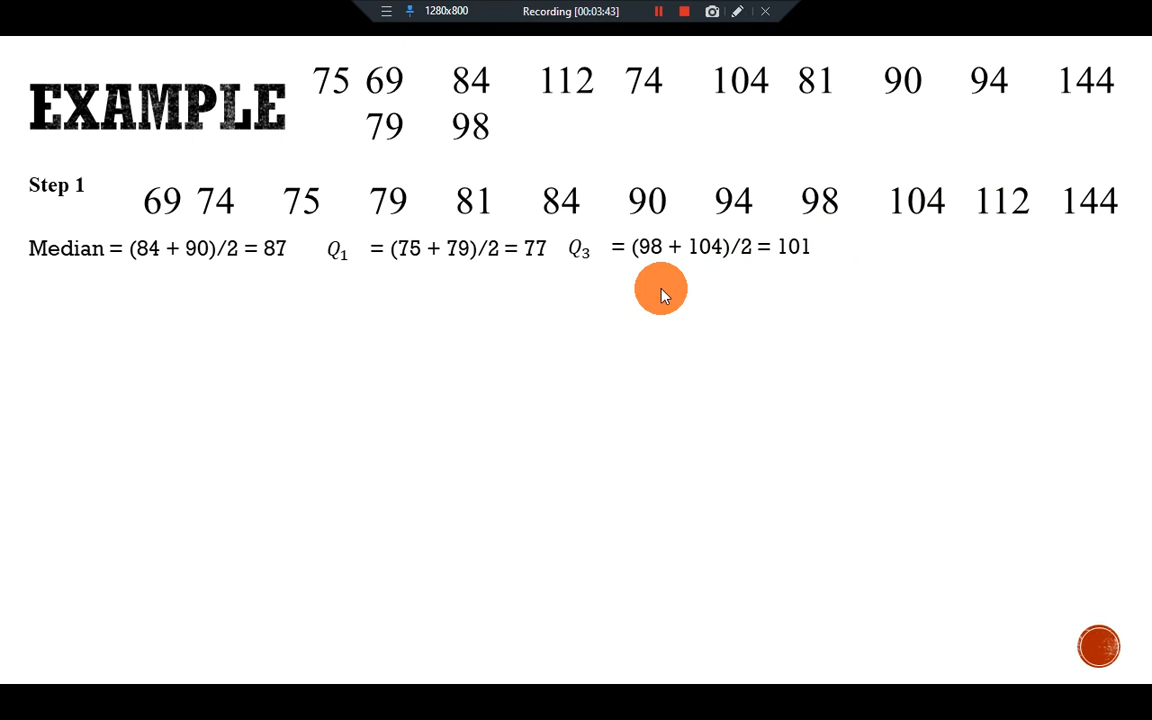 1280x800 Recording [00:03:43]
EXAMPLE 75 69 84 112 74 104 81 90 94 144
79 98
Step 1
69 74 75 79 81 84 90 94 98 104 112 144
Median = (84 + 90)/2 = 87 Q₁ = (75 + 79)/2 = 77 Q₃ = (98 + 104)/2 = 101